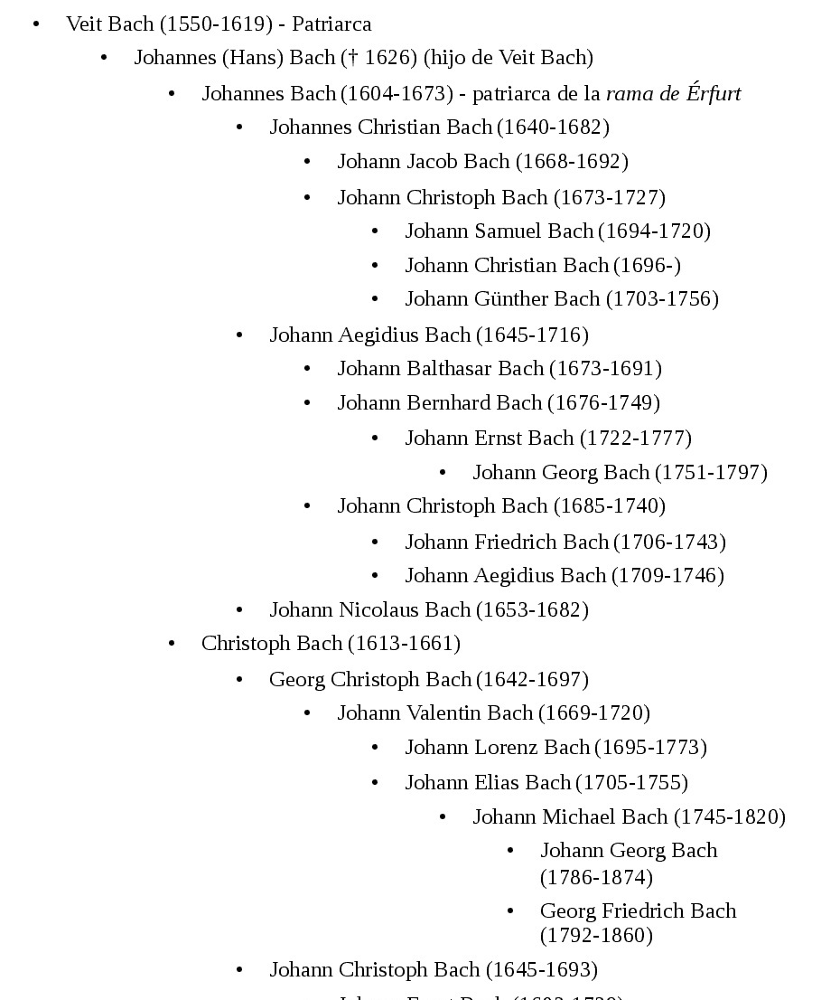 • Veit Bach (1550-1619) - Patriarca
• Johannes (Hans) Bach († 1626) (hijo de Veit Bach)
• Johannes Bach (1604-1673) - patriarca de la rama de Érfurt
• Johannes Christian Bach (1640-1682)
• Johann Jacob Bach (1668-1692)
• Johann Christoph Bach (1673-1727)
• Johann Samuel Bach (1694-1720)
• Johann Christian Bach (1696-)
• Johann Günther Bach (1703-1756)
• Johann Aegidius Bach (1645-1716)
• Johann Balthasar Bach (1673-1691)
• Johann Bernhard Bach (1676-1749)
• Johann Ernst Bach (1722-1777)
• Johann Georg Bach (1751-1797)
• Johann Christoph Bach (1685-1740)
• Johann Friedrich Bach (1706-1743)
• Johann Aegidius Bach (1709-1746)
• Johann Nicolaus Bach (1653-1682)
• Christoph Bach (1613-1661)
• Georg Christoph Bach (1642-1697)
• Johann Valentin Bach (1669-1720)
• Johann Lorenz Bach (1695-1773)
• Johann Elias Bach (1705-1755)
• Johann Michael Bach (1745-1820)
• Johann Georg Bach
(1786-1874)
• Georg Friedrich Bach
(1792-1860)
• Johann Christoph Bach (1645-1693)